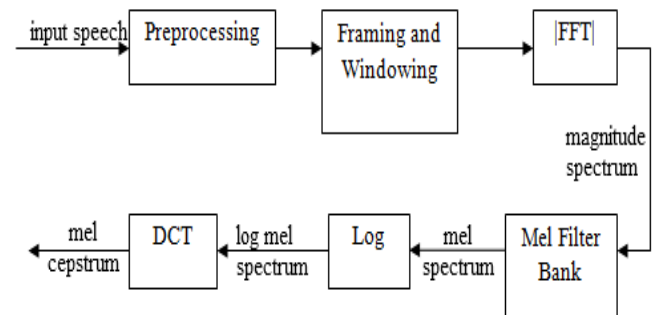 input speech
Preprocessing
Framing and
Windowing
|FFT|
magnitude
spectrum
Mel Filter
Bank
mel
spectrum
Log
log mel
spectrum
DCT
mel
cepstrum